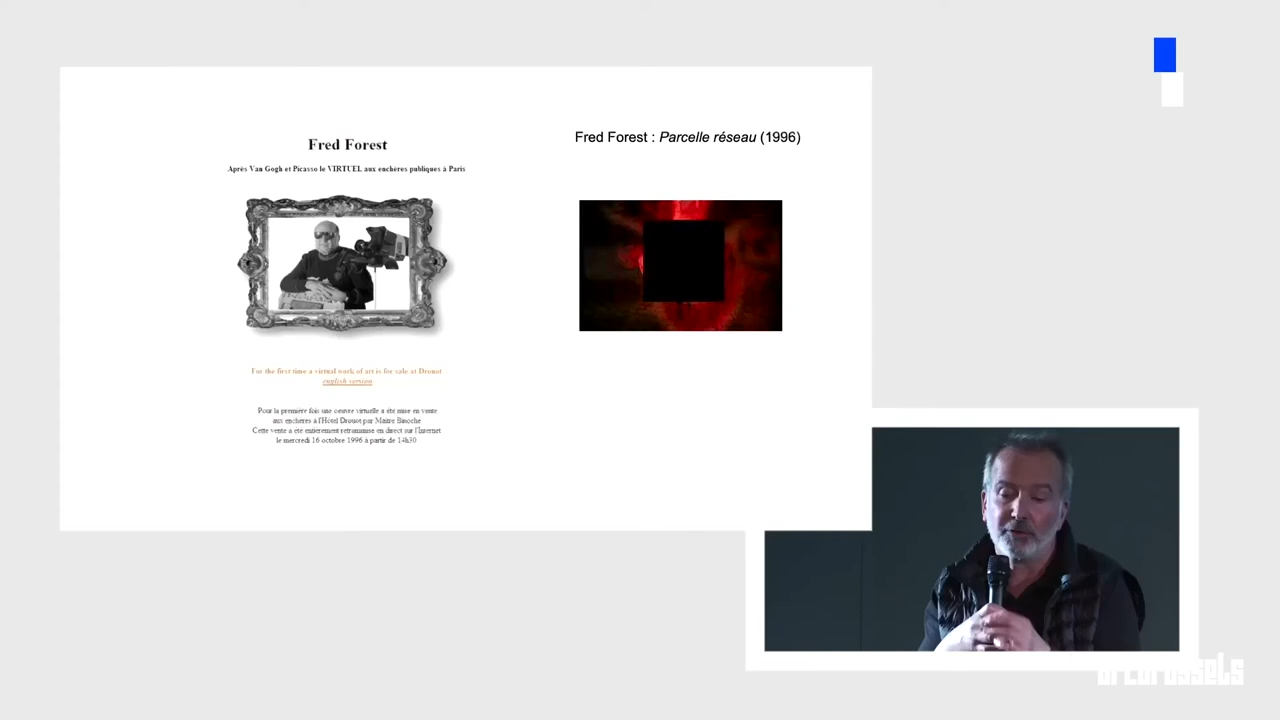 Fred Forest
Après Van Gogh et Picasso le VIRTUEL aux enchères publiques à Paris
For the first time a virtual work of art is for sale at Drouot
english version
Pour la première fois une oeuvre virtuelle a été mise en vente
aux enchères à l'Hôtel Drouot par Maître Binoche
Cette vente a été entièrement retransmise en direct sur l'Internet
le mercredi 16 octobre 1996 à partir de 14h30
Fred Forest : Parcelle réseau (1996)